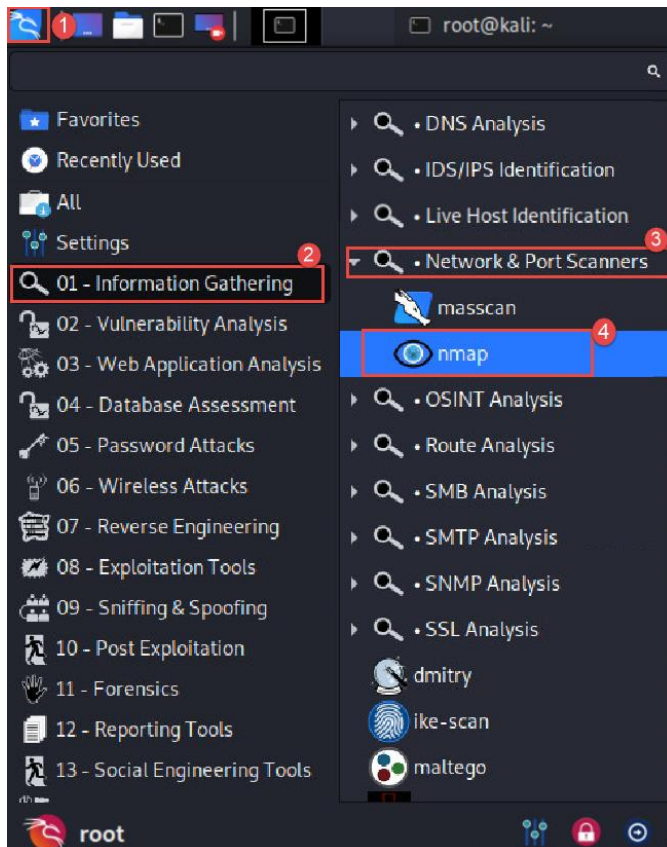 1
root@kali: ~
Favorites
Recently Used
All
Settings
2
01 - Information Gathering
02 - Vulnerability Analysis
03 - Web Application Analysis
04 - Database Assessment
05 - Password Attacks
06 - Wireless Attacks
07 - Reverse Engineering
08 - Exploitation Tools
09 - Sniffing & Spoofing
10 - Post Exploitation
11 - Forensics
12 - Reporting Tools
13 - Social Engineering Tools
• DNS Analysis
• IDS/IPS Identification
• Live Host Identification
3
• Network & Port Scanners
masscan
4
nmap
• OSINT Analysis
• Route Analysis
• SMB Analysis
• SMTP Analysis
• SNMP Analysis
• SSL Analysis
dmitry
ike-scan
maltego
root